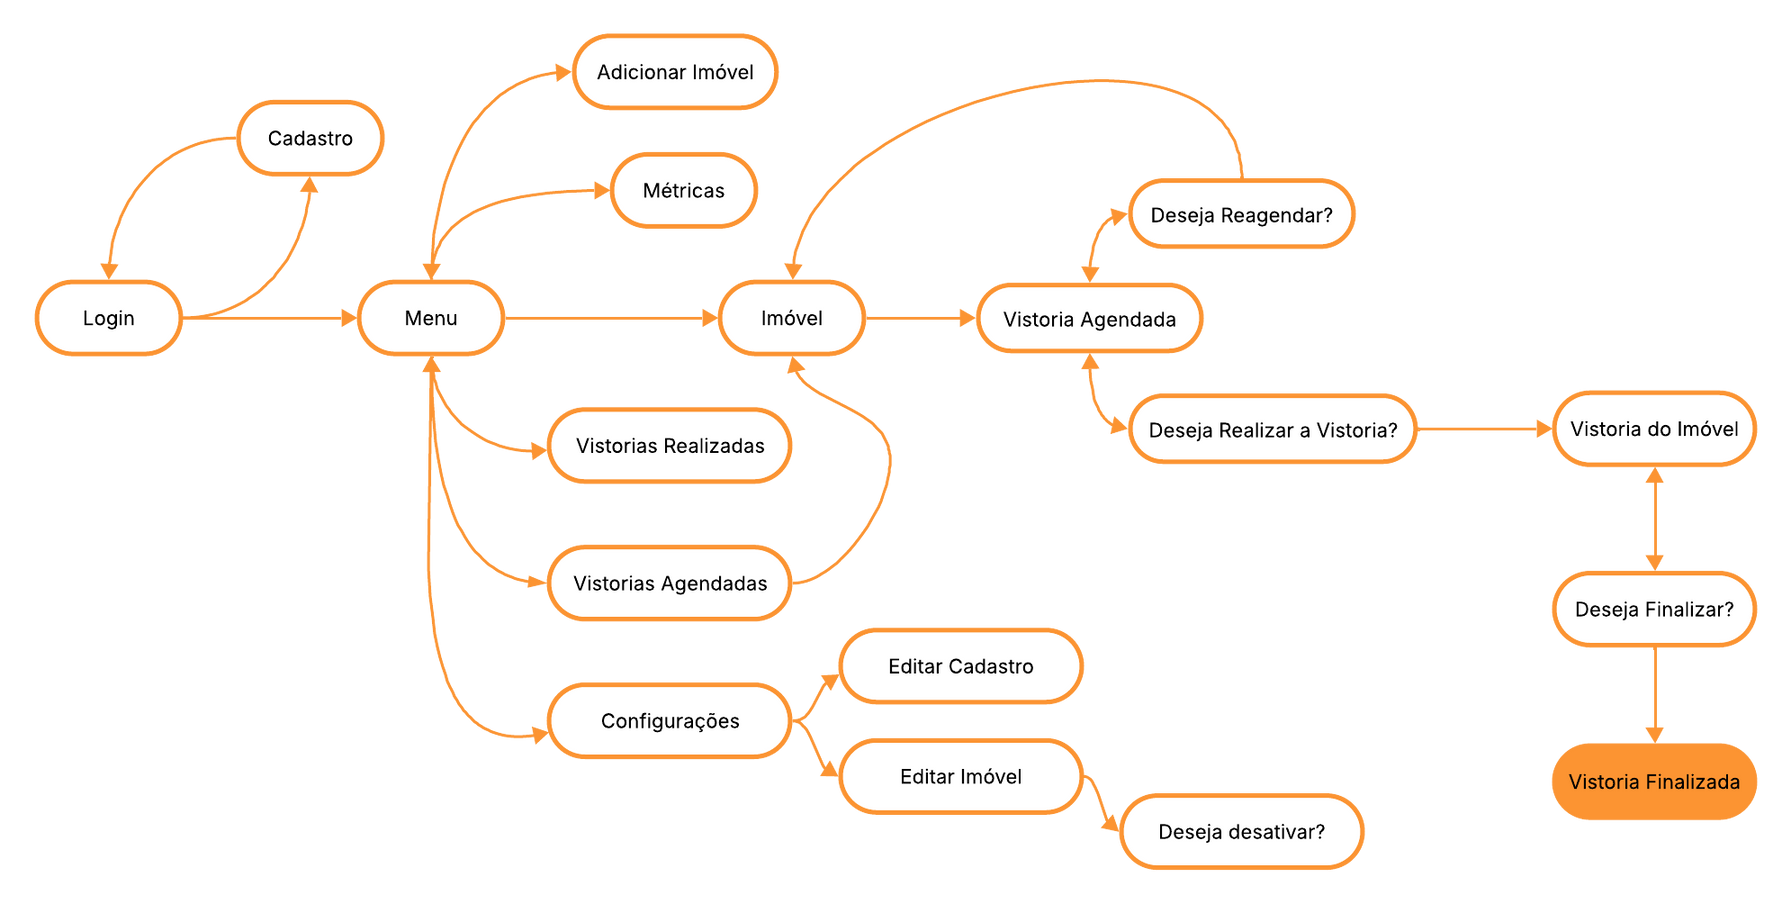 Adicionar Imóvel
Cadastro
Métricas
Deseja Reagendar?
Login
Menu
Imóvel
Vistoria Agendada
Vistorias Realizadas
Deseja Realizar a Vistoria?
Vistoria do Imóvel
Vistorias Agendadas
Deseja Finalizar?
Editar Cadastro
Configurações
Editar Imóvel
Vistoria Finalizada
Deseja desativar?